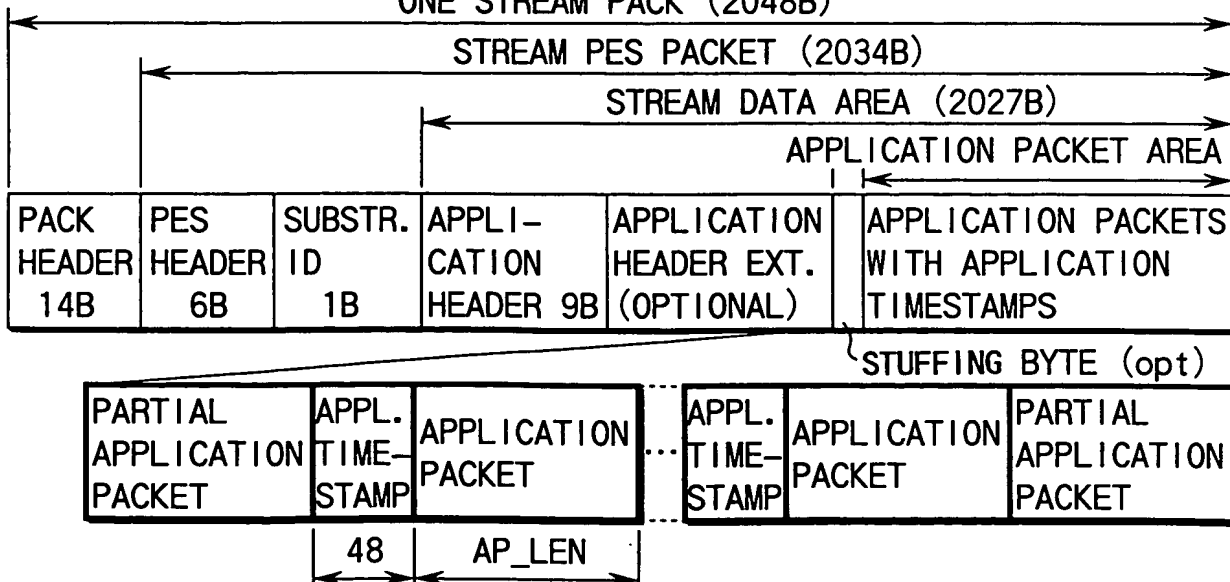 ONE STREAM PACK (2048B)
STREAM PES PACKET (2034B)
STREAM DATA AREA (2027B)
APPLICATION PACKET AREA
PACK
HEADER
14B
PES
HEADER
6B
SUBSTR.
ID
1B
APPLI-
CATION
HEADER 9B
APPLICATION
HEADER EXT.
(OPTIONAL)
APPLICATION PACKETS
WITH APPLICATION
TIMESTAMPS
STUFFING BYTE (opt)
PARTIAL
APPLICATION
PACKET
APPL.
TIME-
STAMP
APPLICATION
PACKET
APPL.
TIME-
STAMP
APPLICATION
PACKET
PARTIAL
APPLICATION
PACKET
48
AP_LEN